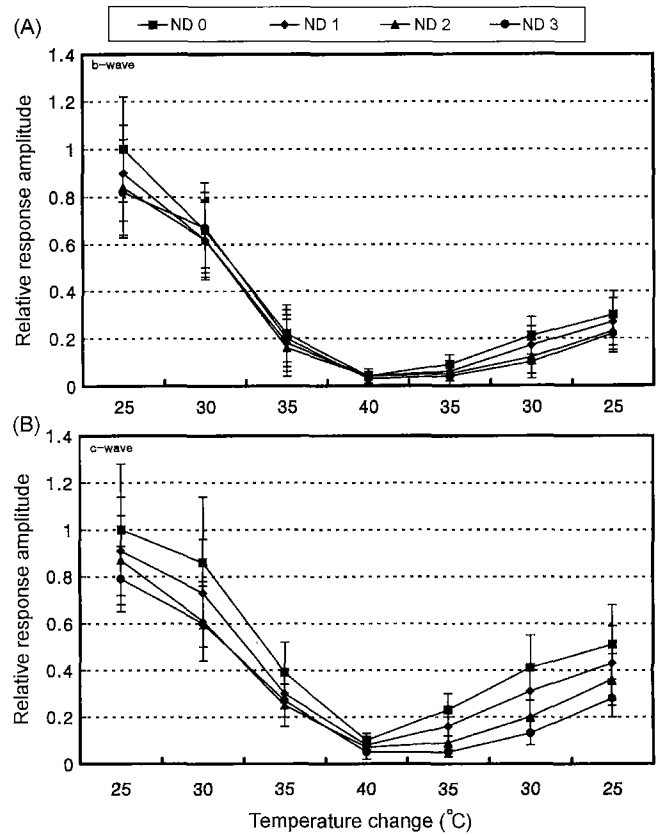 (A)
ND 0 ND 1 ND 2 ND 3
b-wave
1.4
1.2
1
0.8
0.6
0.4
0.2
0
Relative response amplitude
25 30 35 40 35 30 25
(B)
c-wave
1.4
1.2
1
0.8
0.6
0.4
0.2
0
Relative response amplitude
25 30 35 40 35 30 25
Temperature change (°C)